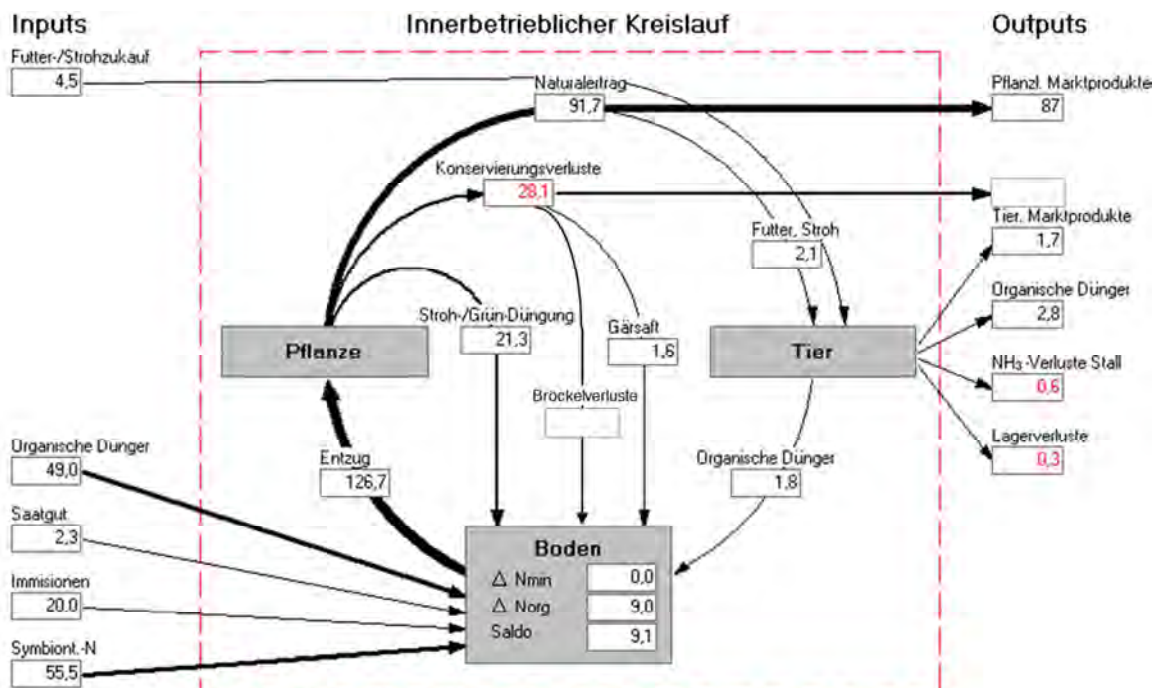 Inputs
Innerbetrieblicher Kreislauf
Outputs
Futter-/Strohzukauf
4,5
Naturalertrag
91,7
Pflanzl. Marktprodukte
87
Konservierungsverluste
28,1
Tier. Marktprodukte
1,7
Futter, Stroh
2,1
Organische Dünger
2,8
Stroh-/Grün-Düngung
21,3
Gärsaft
1,6
Pflanze
Tier
NH₃-Verluste Stall
0,6
Bröckelverluste
Lagerverluste
0,3
Organische Dünger
49,0
Entzug
126,7
Organische Dünger
1,8
Saatgut
2,3
Boden
Δ Nmin 0,0
Δ Norg 9,0
Saldo 9,1
Immisionen
20.0
Symbiont.-N
55,5